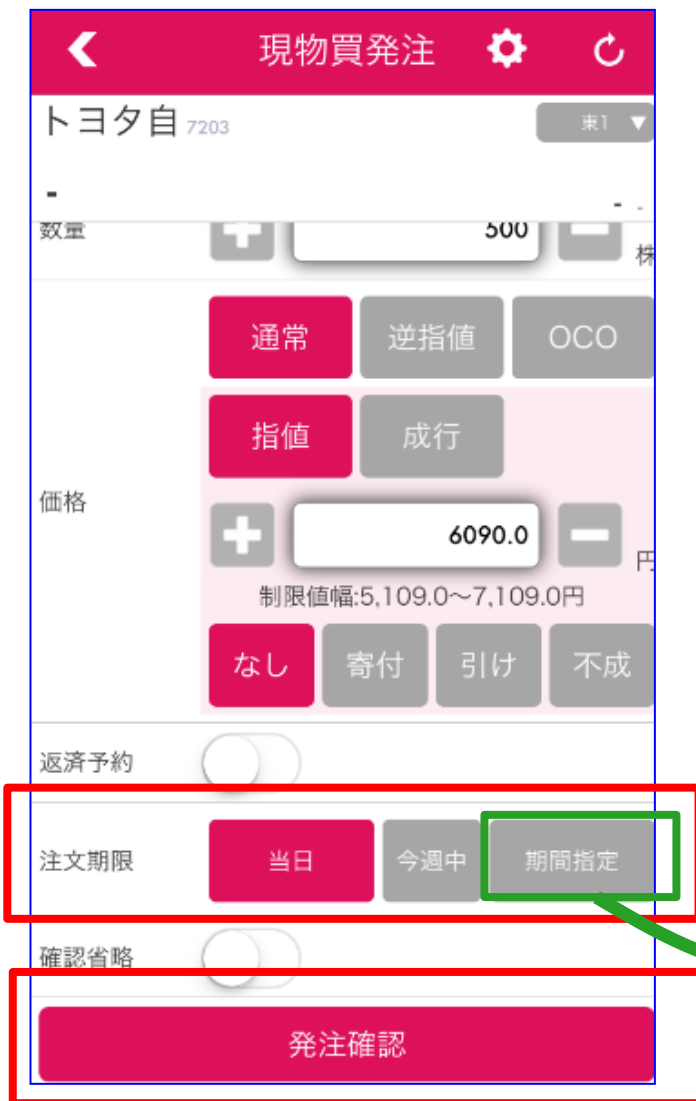 現物買発注
トヨタ自 7203 東1 ▼
- - -
数量 500 株
通常 逆指値 OCO
指値 成行
価格 6090.0 円
制限値幅:5,109.0〜7,109.0円
なし 寄付 引け 不成
返済予約
注文期限 当日 今週中 期間指定
確認省略
発注確認